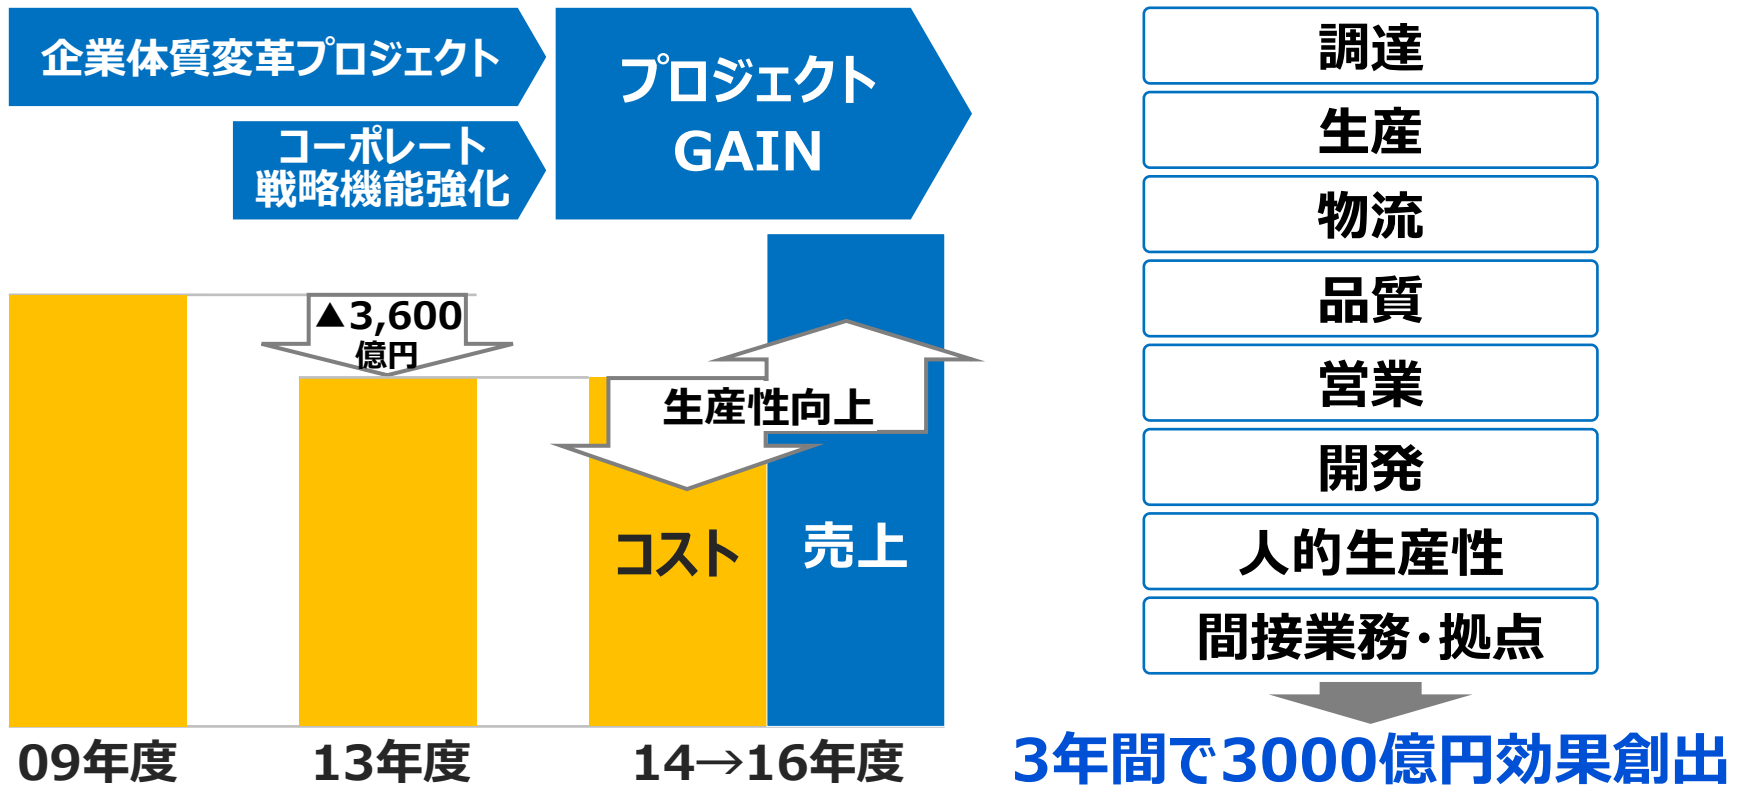 企業体質変革プロジェクト
コーポレート
戦略機能強化
プロジェクト
GAIN
▲3,600
億円
生産性向上
コスト
売上
09年度
13年度
14→16年度
調達
生産
物流
品質
営業
開発
人的生産性
間接業務・拠点
3年間で3000億円効果創出